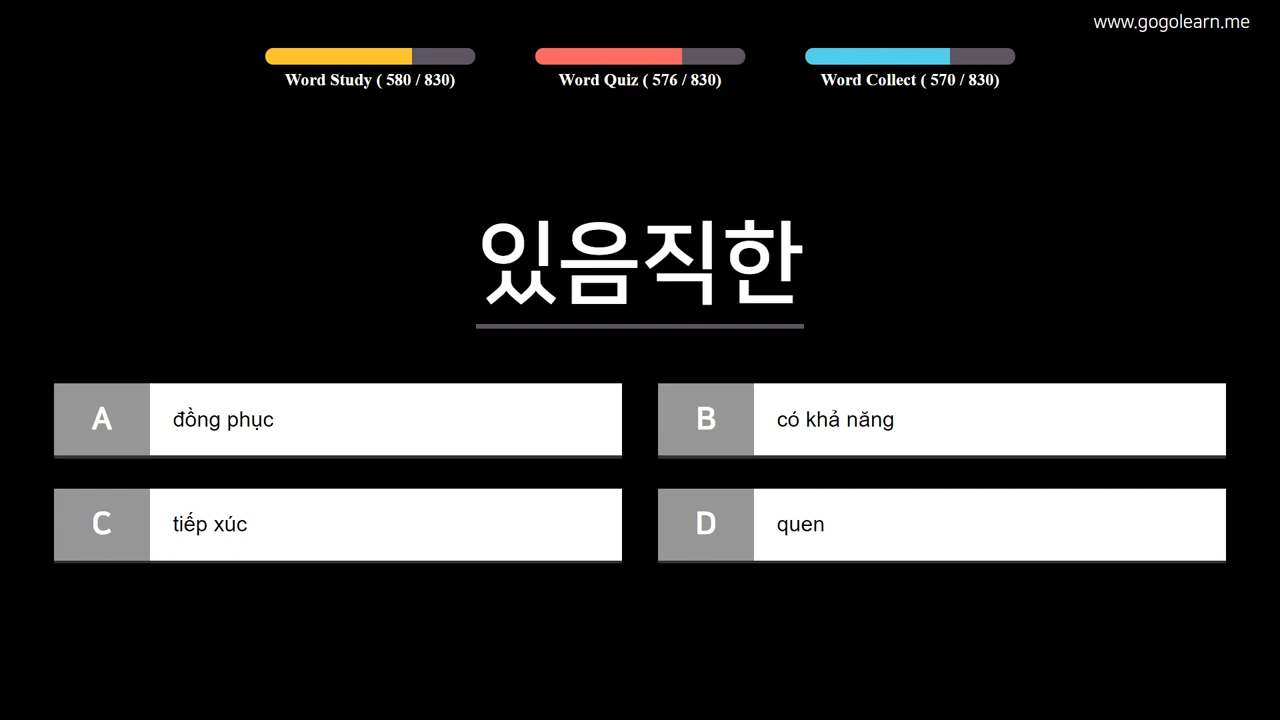 www.gogolearn.me
Word Study ( 580 / 830)
Word Quiz ( 576 / 830)
Word Collect ( 570 / 830)
있음직한
A đồng phục
B có khả năng
C tiếp xúc
D quen